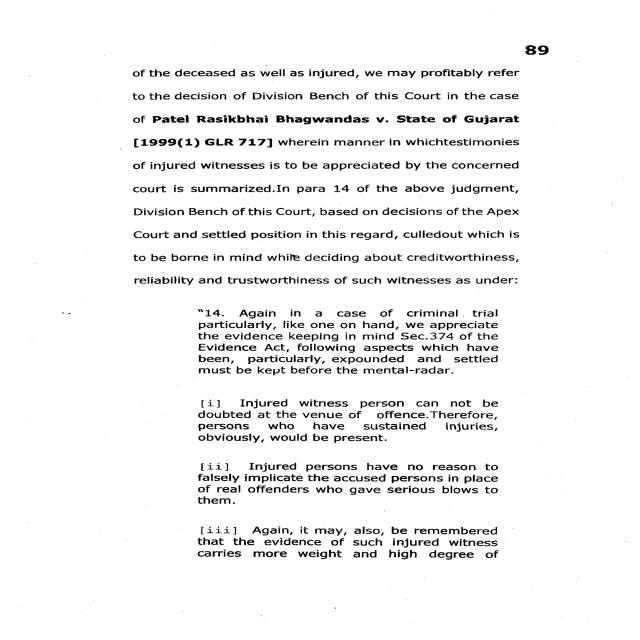 89
of the deceased as well as injured, we may profitably refer
to the decision of Division Bench of this Court in the case
of Patel Rasikbhai Bhagwandas v. State of Gujarat
[1999(1) GLR 717] wherein manner in whichtestimonies
of injured witnesses is to be appreciated by the concerned
court is summarized.In para 14 of the above judgment,
Division Bench of this Court, based on decisions of the Apex
Court and settled position in this regard, culledout which is
to be borne in mind while deciding about creditworthiness,
reliability and trustworthiness of such witnesses as under:
"14. Again in a case of criminal trial
particularly, like one on hand, we appreciate
the evidence keeping in mind Sec.374 of the
Evidence Act, following aspects which have
been, particularly, expounded and settled
must be kept before the mental-radar.
[i] Injured witness person can not be
doubted at the venue of offence.Therefore,
persons who have sustained injuries,
obviously, would be present.
[ii] Injured persons have no reason to
falsely implicate the accused persons in place
of real offenders who gave serious blows to
them.
[iii] Again, it may, also, be remembered
that the evidence of such injured witness
carries more weight and high degree of